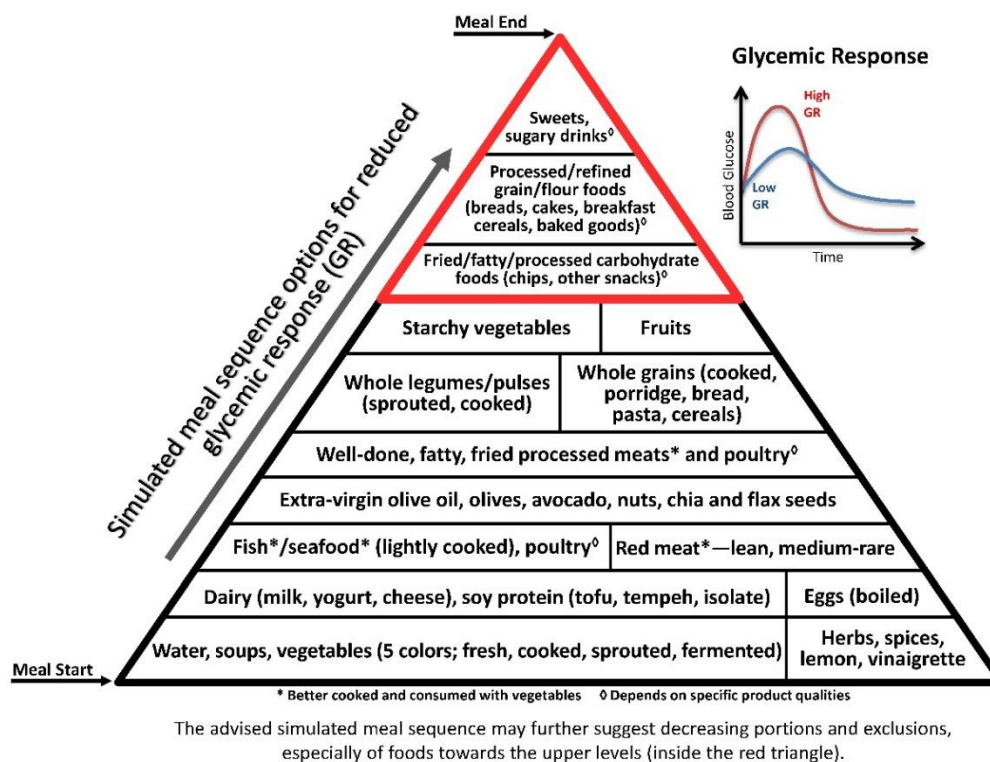 Meal End
Glycemic Response
High
GR
Low
GR
Blood Glucose
Time
Simulated meal sequence options for reduced
glycemic response (GR)
Sweets,
sugary drinks◊
Processed/refined
grain/flour foods
(breads, cakes, breakfast
cereals, baked goods)◊
Fried/fatty/processed carbohydrate
foods (chips, other snacks)◊
Starchy vegetables
Fruits
Whole legumes/pulses
(sprouted, cooked)
Whole grains (cooked,
porridge, bread,
pasta, cereals)
Well-done, fatty, fried processed meats* and poultry◊
Extra-virgin olive oil, olives, avocado, nuts, chia and flax seeds
Fish*/seafood* (lightly cooked), poultry◊
Red meat*—lean, medium-rare
Dairy (milk, yogurt, cheese), soy protein (tofu, tempeh, isolate)
Eggs (boiled)
Water, soups, vegetables (5 colors; fresh, cooked, sprouted, fermented)
Herbs, spices,
lemon, vinaigrette
Meal Start
* Better cooked and consumed with vegetables ◊ Depends on specific product qualities
The advised simulated meal sequence may further suggest decreasing portions and exclusions,
especially of foods towards the upper levels (inside the red triangle).